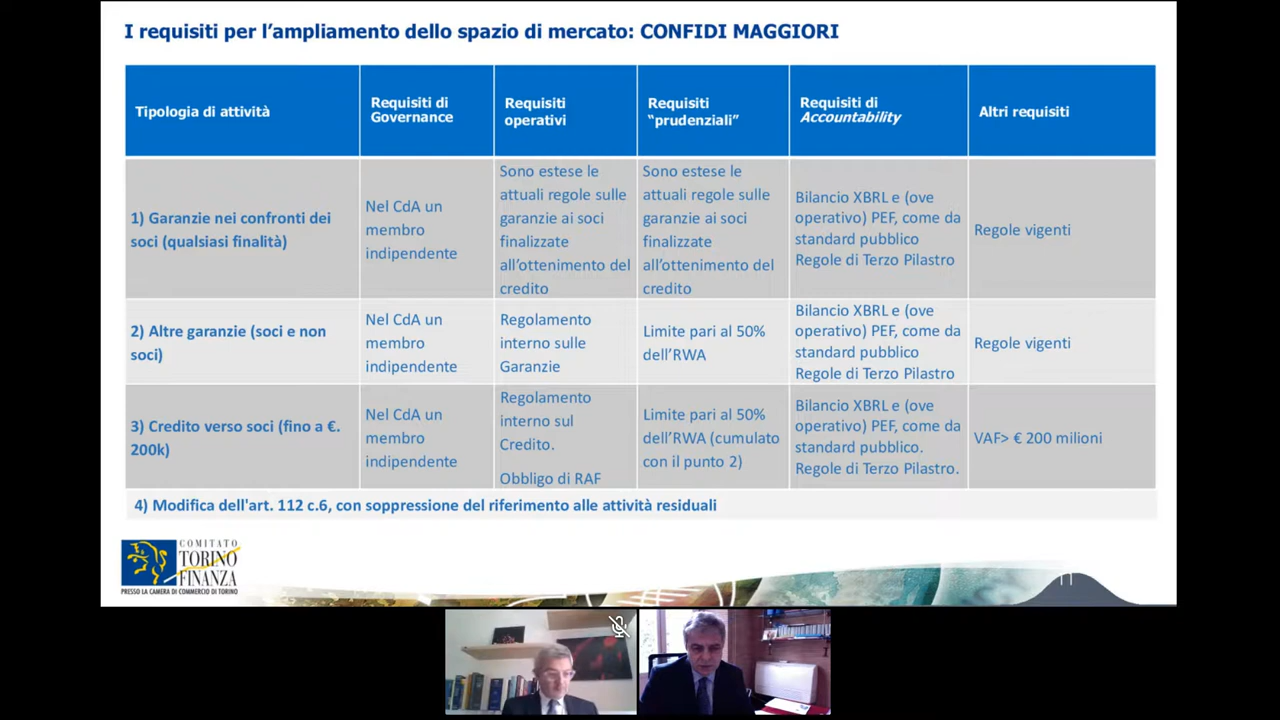 I requisiti per l’ampliamento dello spazio di mercato: CONFIDI MAGGIORI
Tipologia di attività
Requisiti di
Governance
Requisiti
operativi
Requisiti
“prudenziali”
Requisiti di
Accountability
Altri requisiti
1) Garanzie nei confronti dei
soci (qualsiasi finalità)
Nel CdA un
membro
indipendente
Sono estese le
attuali regole sulle
garanzie ai soci
finalizzate
all’ottenimento del
credito
Sono estese le
attuali regole sulle
garanzie ai soci
finalizzate
all’ottenimento del
credito
Bilancio XBRL e (ove
operativo) PEF, come da
standard pubblico
Regole di Terzo Pilastro
Regole vigenti
2) Altre garanzie (soci e non
soci)
Nel CdA un
membro
indipendente
Regolamento
interno sulle
Garanzie
Limite pari al 50%
dell’RWA
Bilancio XBRL e (ove
operativo) PEF, come da
standard pubblico
Regole di Terzo Pilastro
Regole vigenti
3) Credito verso soci (fino a €.
200k)
Nel CdA un
membro
indipendente
Regolamento
interno sul
Credito.
Obbligo di RAF
Limite pari al 50%
dell’RWA (cumulato
con il punto 2)
Bilancio XBRL e (ove
operativo) PEF, come da
standard pubblico.
Regole di Terzo Pilastro.
VAF> € 200 milioni
4) Modifica dell'art. 112 c.6, con soppressione del riferimento alle attività residuali
COMITATO
TORINO
FINANZA
PRESSO LA CAMERA DI COMMERCIO DI TORINO
11